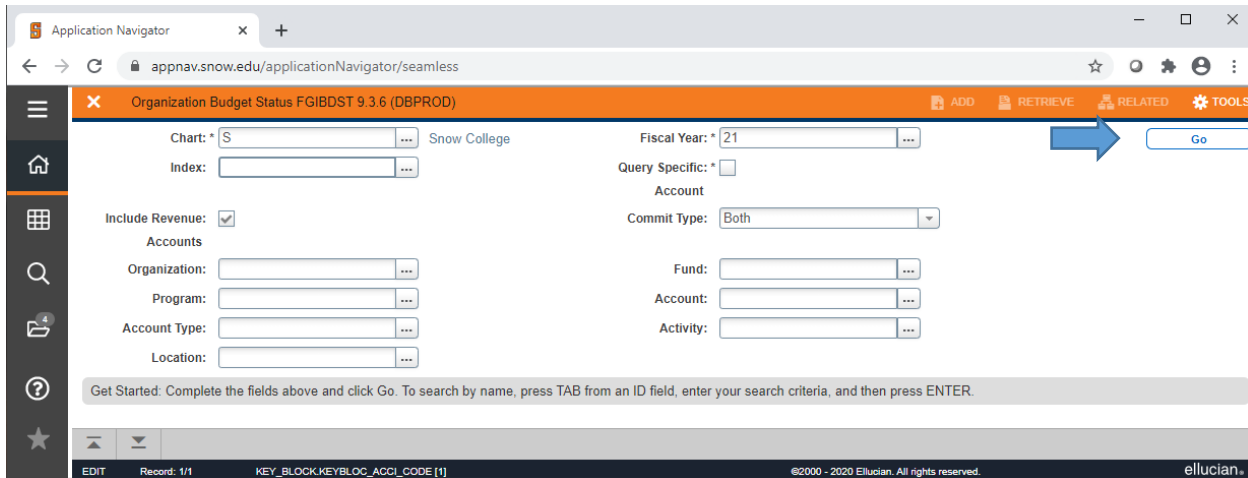 Application Navigator
appnav.snow.edu/applicationNavigator/seamless
Organization Budget Status FGIBDST 9.3.6 (DBPROD)
ADD
RETRIEVE
RELATED
TOOLS
Chart: * S ... Snow College
Fiscal Year: * 21 ...
Go
Index: ...
Query Specific: *
Account
Include Revenue:
Accounts
Commit Type: Both
Organization: ...
Fund: ...
Program: ...
Account: ...
Account Type: ...
Activity: ...
Location: ...
4
Get Started: Complete the fields above and click Go. To search by name, press TAB from an ID field, enter your search criteria, and then press ENTER.
EDIT
Record: 1/1
KEY_BLOCK.KEYBLOC_ACCI_CODE [1]
©2000 - 2020 Ellucian. All rights reserved.
ellucian.